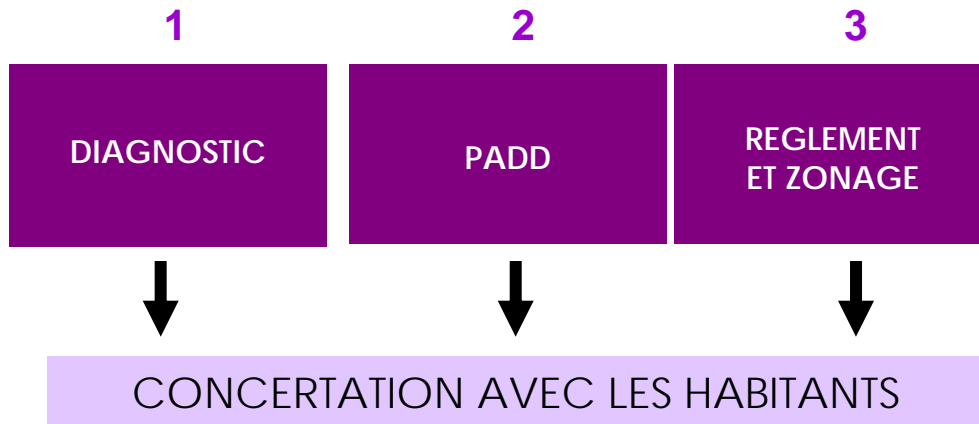 1
2
3
DIAGNOSTIC
PADD
REGLEMENT
ET ZONAGE
CONCERTATION AVEC LES HABITANTS